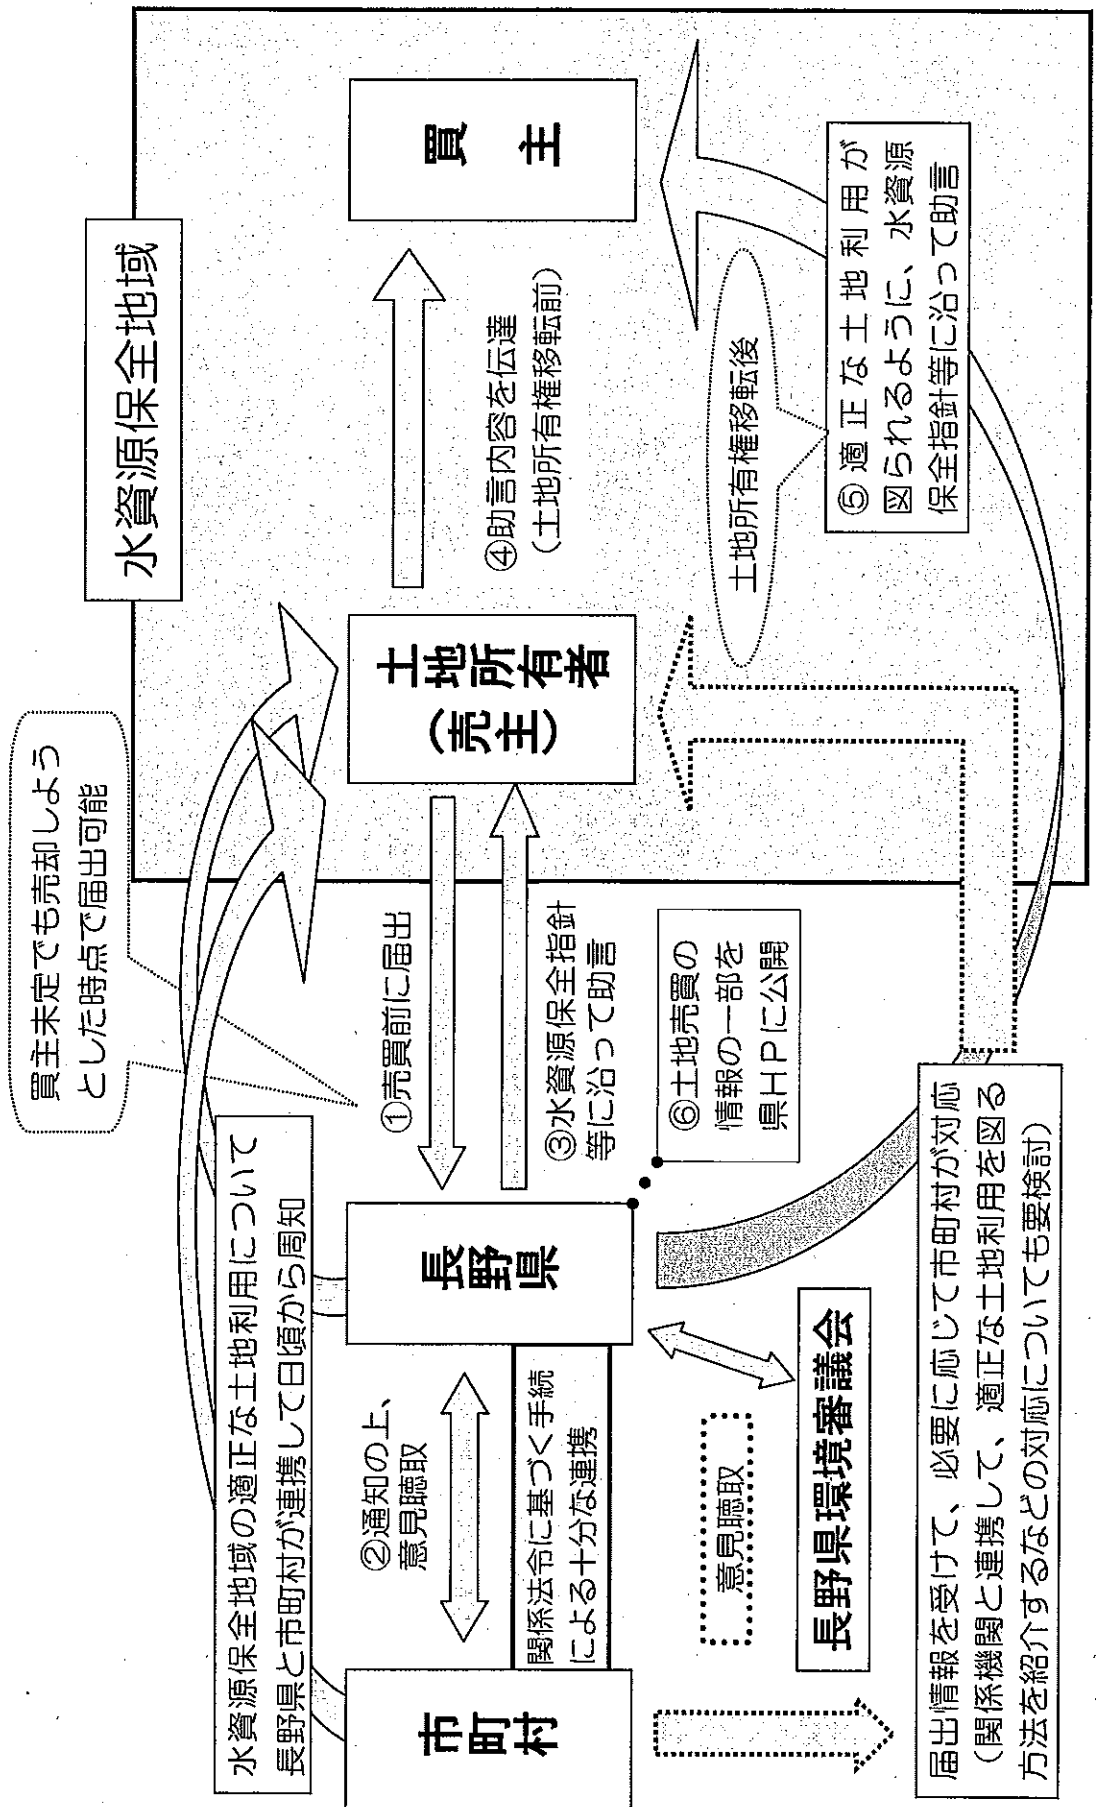 水資源保全地域
買主未定でも売却しよう
とした時点で届出可能
水資源保全地域の適正な土地利用について
長野県と市町村が連携して日頃から周知
市町村
②通知の上、
意見聴取
関係法令に基づく手続
による十分な連携
長野県
①売買前に届出
③水資源保全指針
等に沿って助言
土地所有者
(売主)
④助言内容を伝達
(土地所有権移転前)
買 主
意見聴取
長野県環境審議会
⑥土地売買の
情報の一部を
県HPに公開
土地所有権移転後
⑤適正な土地利用が
図られるように、水資源
保全指針等に沿って助言
届出情報を受けて、必要に応じて市町村が対応
(関係機関と連携して、適正な土地利用を図る
方法を紹介するなどの対応についても要検討)